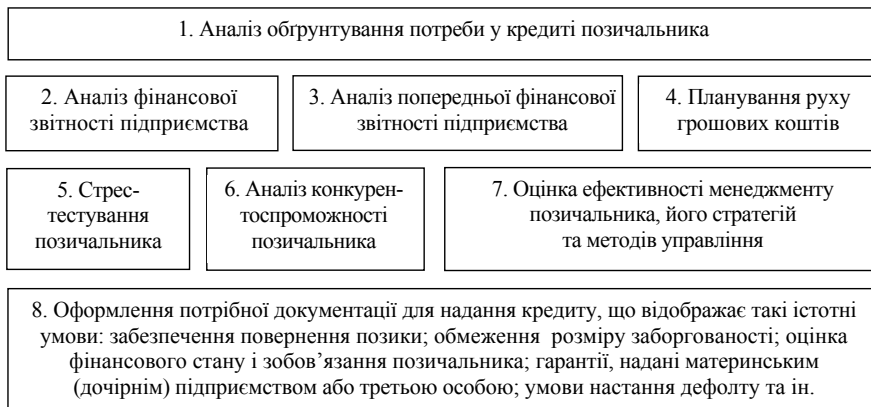 1. Аналіз обґрунтування потреби у кредиті позичальника
2. Аналіз фінансової
звітності підприємства
3. Аналіз попередньої фінансової
звітності підприємства
4. Планування руху
грошових коштів
5. Стрес-
тестування
позичальника
6. Аналіз конкурен-
тоспроможності
позичальника
7. Оцінка ефективності менеджменту
позичальника, його стратегій
та методів управління
8. Оформлення потрібної документації для надання кредиту, що відображає такі істотні
умови: забезпечення повернення позики; обмеження розміру заборгованості; оцінка
фінансового стану і зобов’язання позичальника; гарантії, надані материнським
(дочірнім) підприємством або третьою особою; умови настання дефолту та ін.